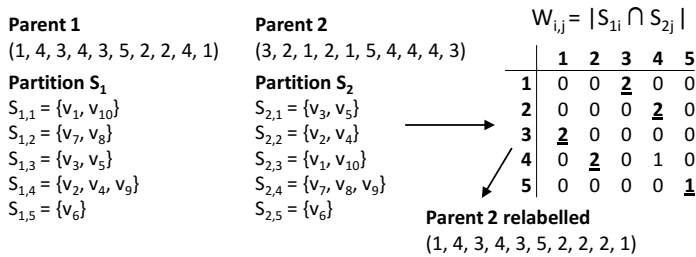 Parent 1
(1, 4, 3, 4, 3, 5, 2, 2, 4, 1)
Partition S1
S1,1 = {v1, v10}
S1,2 = {v7, v8}
S1,3 = {v3, v5}
S1,4 = {v2, v4, v9}
S1,5 = {v6}
Parent 2
(3, 2, 1, 2, 1, 5, 4, 4, 4, 3)
Partition S2
S2,1 = {v3, v5}
S2,2 = {v2, v4}
S2,3 = {v1, v10}
S2,4 = {v7, v8, v9}
S2,5 = {v6}
Wi,j = |S1i ∩ S2j |
1 2 3 4 5
1 0 0 2 0 0
2 0 0 0 2 0
3 2 0 0 0 0
4 0 2 0 1 0
5 0 0 0 0 1
Parent 2 relabelled
(1, 4, 3, 4, 3, 5, 2, 2, 2, 1)